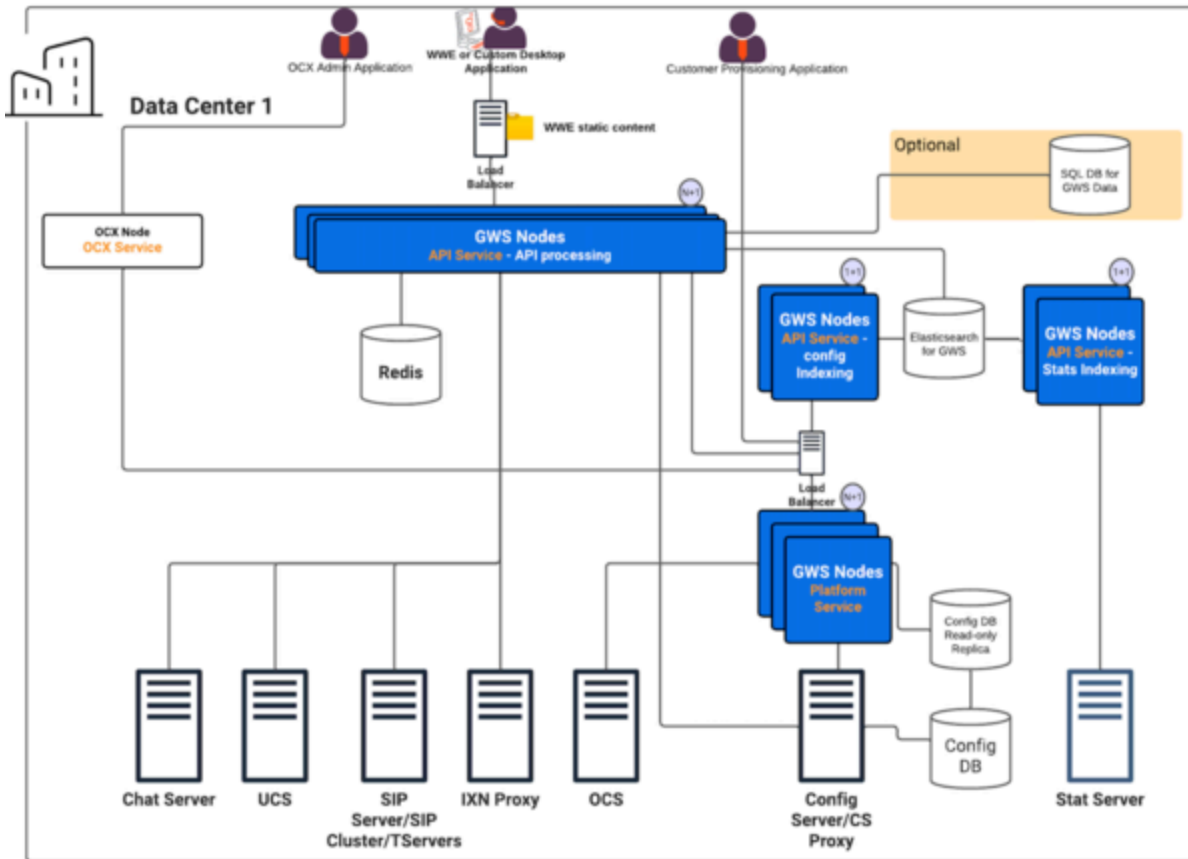 OCX Admin Application
WWE or Custom Desktop
Application
Customer Provisioning Application
Data Center 1
WWE static content
Load
Balancer
Optional
SQL DB for
GWS Data
N+1
OCX Node
OCX Service
GWS Nodes
API Service - API processing
1+1
1+1
GWS Nodes
API Service -
config
Indexing
Elasticsearch
for GWS
GWS Nodes
API Service -
Stats Indexing
Redis
Load
Balancer
N+1
GWS Nodes
Platform
Service
Config DB
Read-only
Replica
Config
DB
Chat Server
UCS
SIP
Server/SIP
Cluster/TServers
IXN Proxy
OCS
Config
Server/CS
Proxy
Stat Server